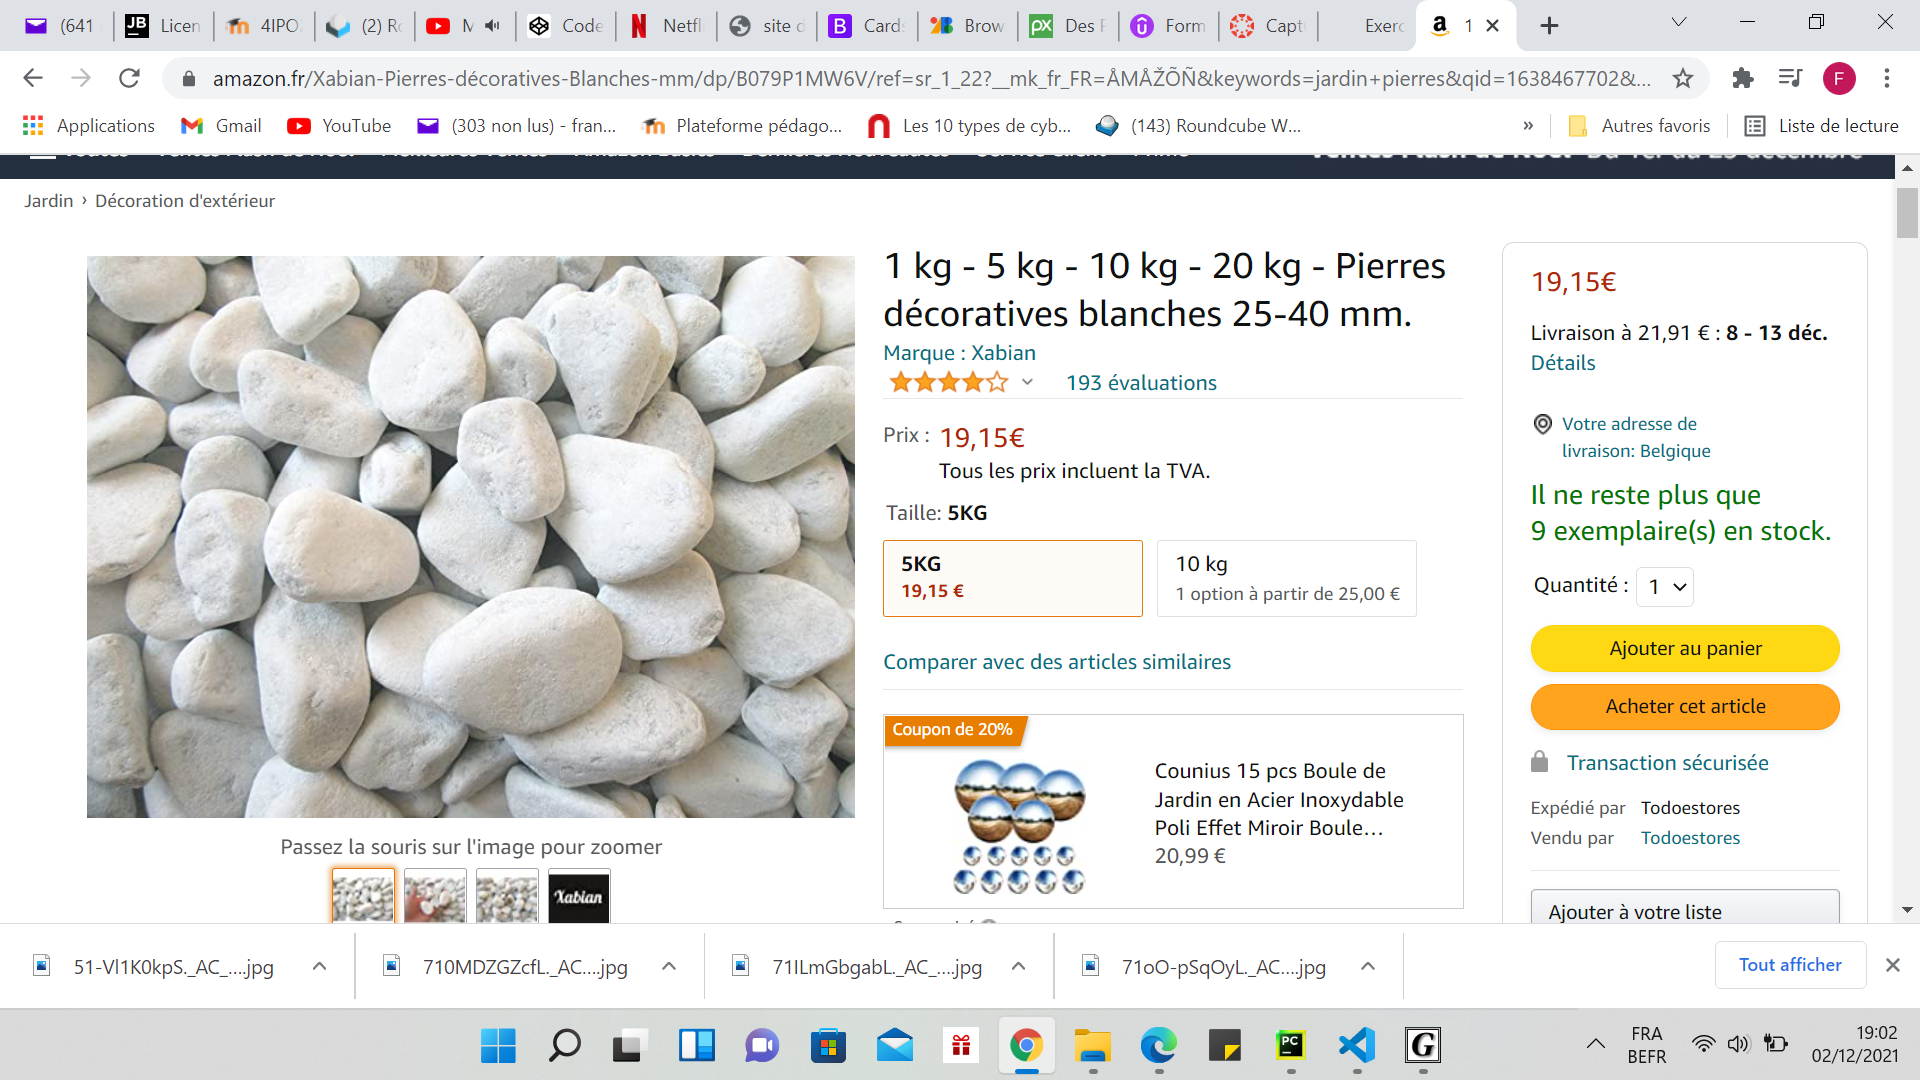 (641
Licen
4IPO
(2) Ro
M
Code
Netfl
site d
Cards
Brow
Des F
Form
Capt
Exerc
1
amazon.fr/Xabian-Pierres-décoratives-Blanches-mm/dp/B079P1MW6V/ref=sr_1_22?__mk_fr_FR=ÅMÅŽÕÑ&keywords=jardin+pierres&qid=1638467702&...
F
Applications
Gmail
YouTube
(303 non lus) - fran...
Plateforme pédago...
Les 10 types de cyb...
(143) Roundcube W...
»
Autres favoris
Liste de lecture
Jardin › Décoration d'extérieur
1 kg - 5 kg - 10 kg - 20 kg - Pierres
décoratives blanches 25-40 mm.
Marque : Xabian
193 évaluations
Prix : 19,15€
Tous les prix incluent la TVA.
Taille: 5KG
5KG
19,15 €
10 kg
1 option à partir de 25,00 €
Comparer avec des articles similaires
Coupon de 20%
Counius 15 pcs Boule de
Jardin en Acier Inoxydable
Poli Effet Miroir Boule...
20,99 €
19,15€
Livraison à 21,91 € : 8 - 13 déc.
Détails
Votre adresse de
livraison: Belgique
Il ne reste plus que
9 exemplaire(s) en stock.
Quantité : 1
Ajouter au panier
Acheter cet article
Transaction sécurisée
Expédié par Todoestores
Vendu par Todoestores
Ajouter à votre liste
Passez la souris sur l'image pour zoomer
Xabian
51-Vl1K0kpS._AC_....jpg
710MDZGZcfL._AC....jpg
71ILmGbgabL._AC_....jpg
71oO-pSqOyL._AC....jpg
Tout afficher
FRA
BEFR
19:02
02/12/2021